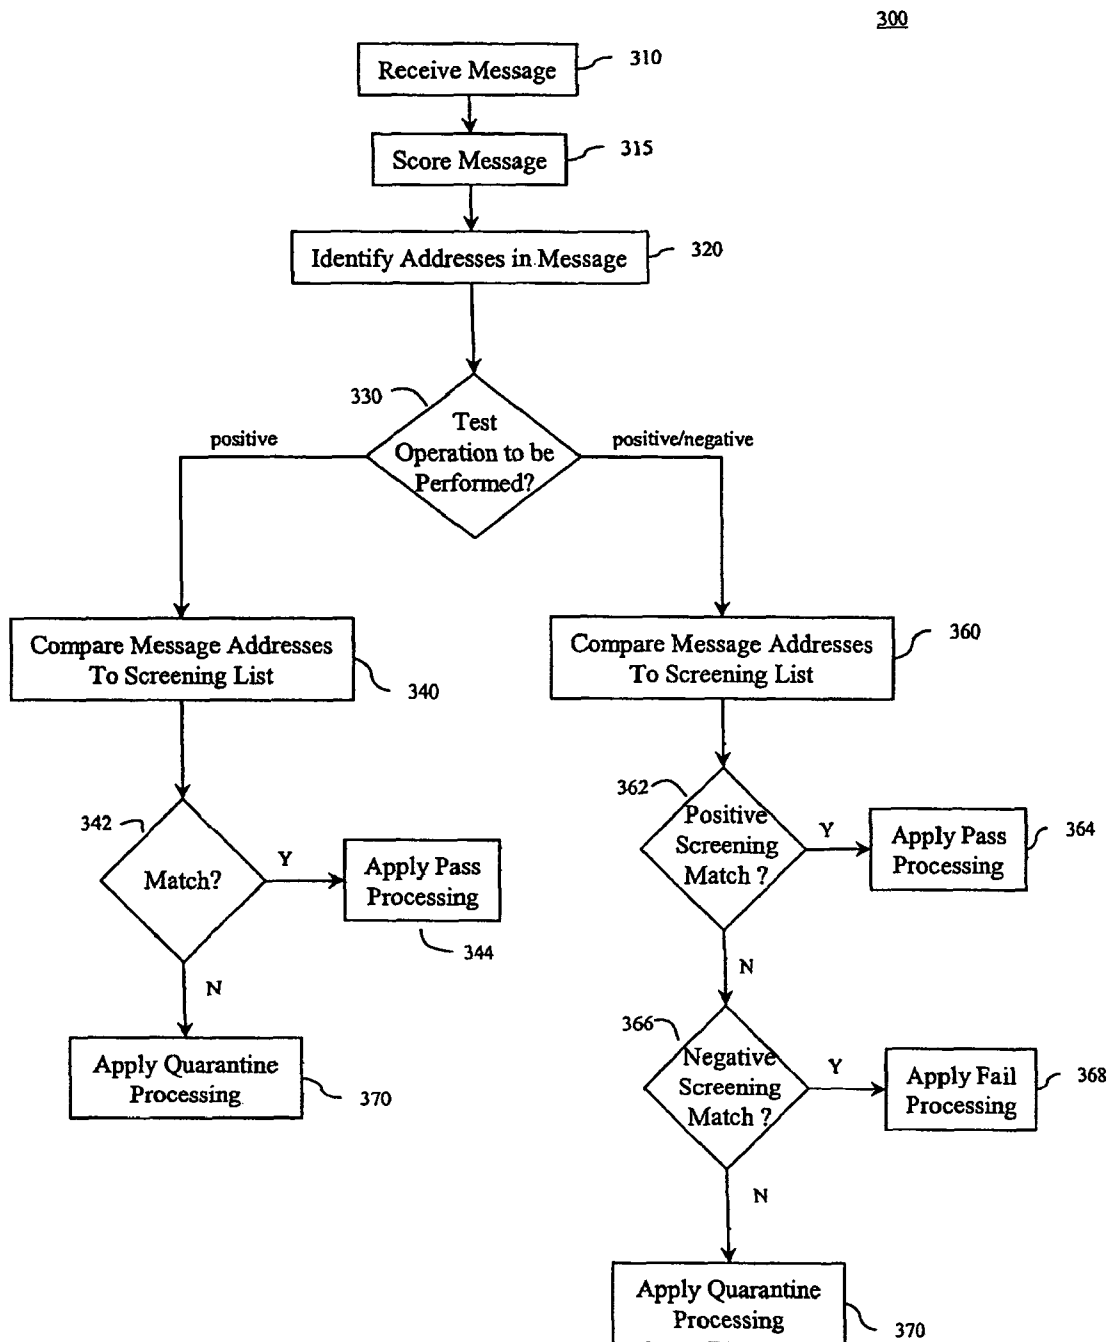 300
Receive Message
310
Score Message
315
Identify Addresses in Message
320
330
Test
Operation to be
Performed?
positive
positive/negative
Compare Message Addresses
To Screening List
340
Compare Message Addresses
To Screening List
360
342
Match?
Y
Apply Pass
Processing
344
N
Apply Quarantine
Processing
370
362
Positive
Screening
Match ?
Y
Apply Pass
Processing
364
N
366
Negative
Screening
Match ?
Y
Apply Fail
Processing
368
N
Apply Quarantine
Processing
370